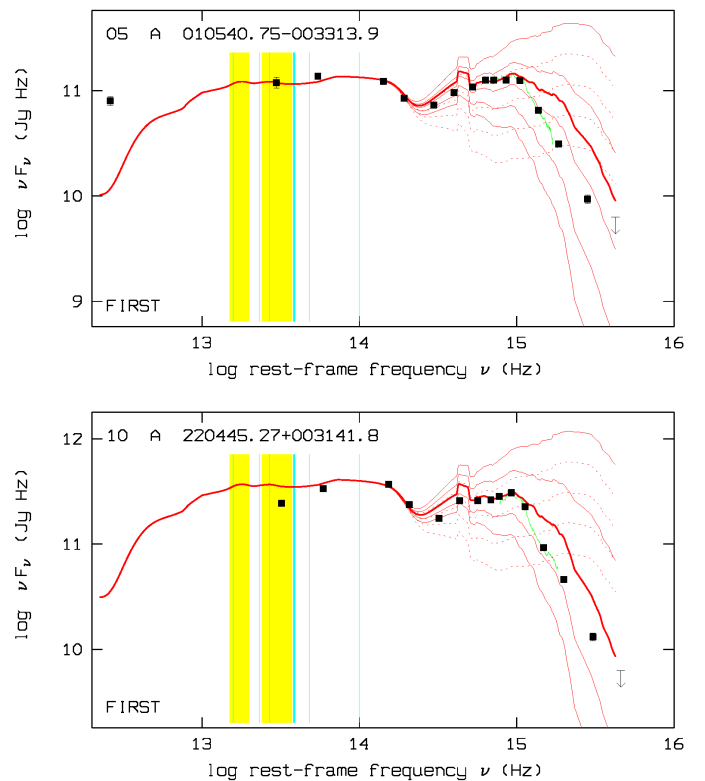 05 A 010540.75-003313.9
11
10
9
log νFν (Jy Hz)
FIRST
13 14 15 16
log rest-frame frequency ν (Hz)
10 A 220445.27+003141.8
12
11
10
log νFν (Jy Hz)
FIRST
13 14 15 16
log rest-frame frequency ν (Hz)